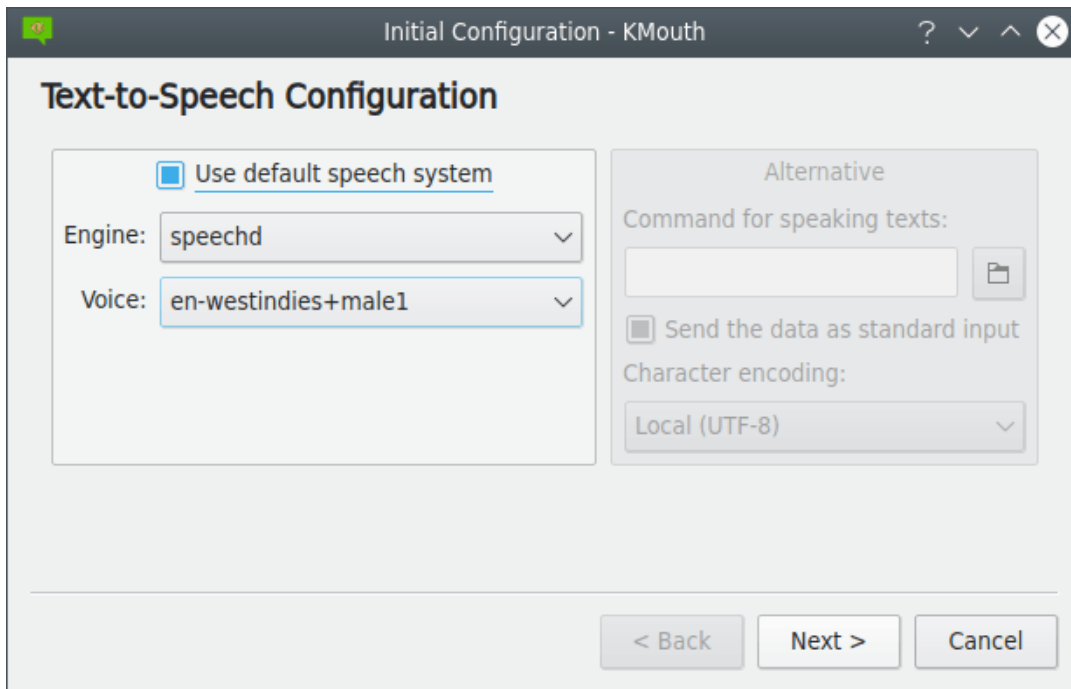 Initial Configuration - KMouth
Text-to-Speech Configuration
Use default speech system
Engine: speechd
Voice: en-westindies+male1
Alternative
Command for speaking texts:
Send the data as standard input
Character encoding:
Local (UTF-8)
< Back Next > Cancel